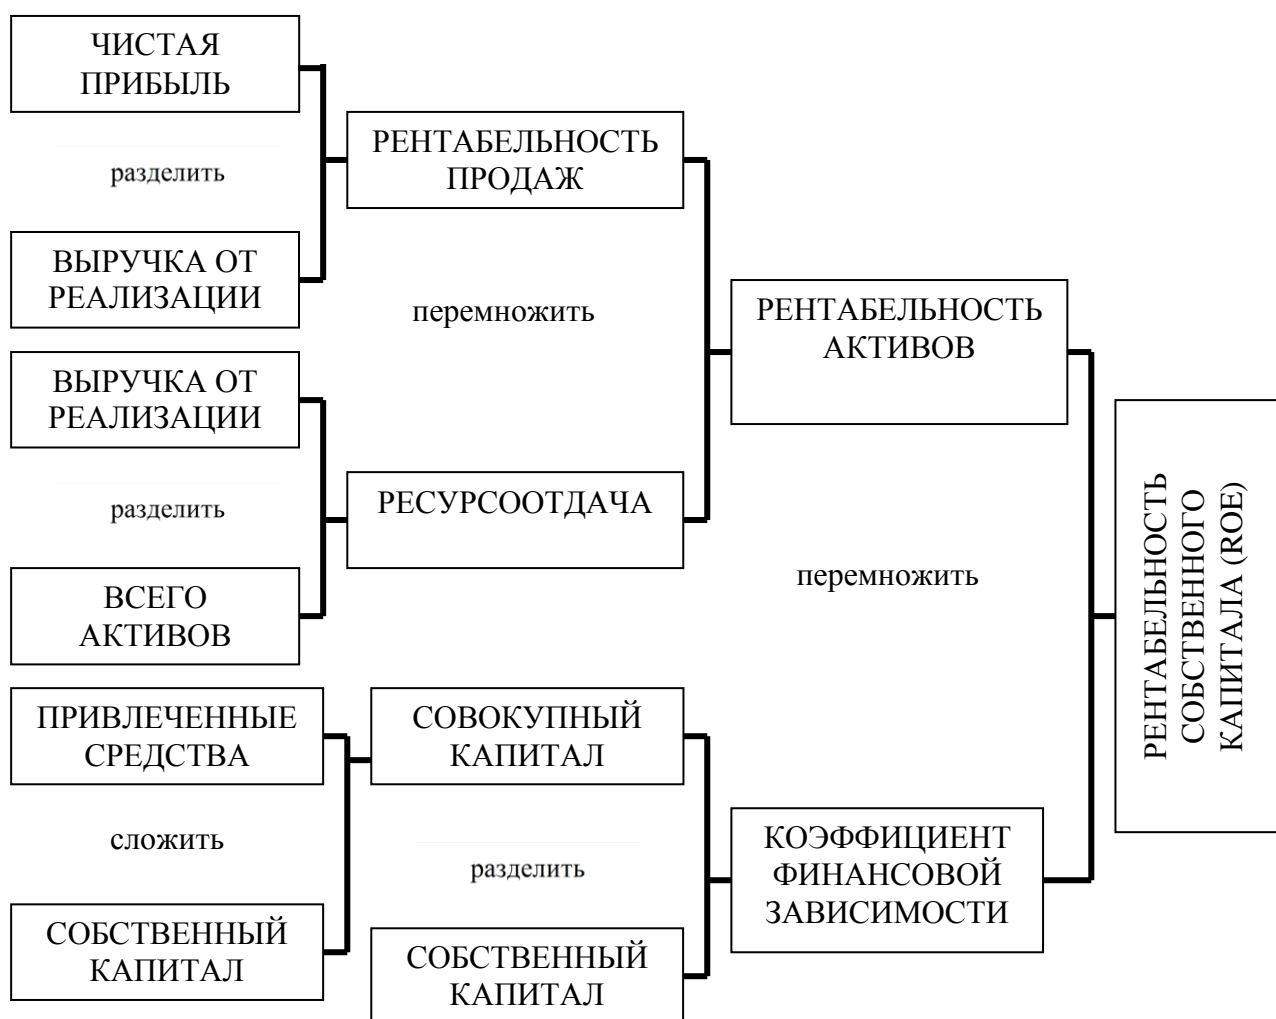 ЧИСТАЯ
ПРИБЫЛЬ
разделить
ВЫРУЧКА ОТ
РЕАЛИЗАЦИИ
РЕНТАБЕЛЬНОСТЬ
ПРОДАЖ
перемножить
ВЫРУЧКА ОТ
РЕАЛИЗАЦИИ
разделить
ВСЕГО
АКТИВОВ
РЕСУРСООТДАЧА
РЕНТАБЕЛЬНОСТЬ
АКТИВОВ
перемножить
ПРИВЛЕЧЕННЫЕ
СРЕДСТВА
сложить
СОБСТВЕННЫЙ
КАПИТАЛ
СОВОКУПНЫЙ
КАПИТАЛ
разделить
СОБСТВЕННЫЙ
КАПИТАЛ
КОЭФФИЦИЕНТ
ФИНАНСОВОЙ
ЗАВИСИМОСТИ
РЕНТАБЕЛЬНОСТЬ
СОБСТВЕННОГО
КАПИТАЛА (ROE)